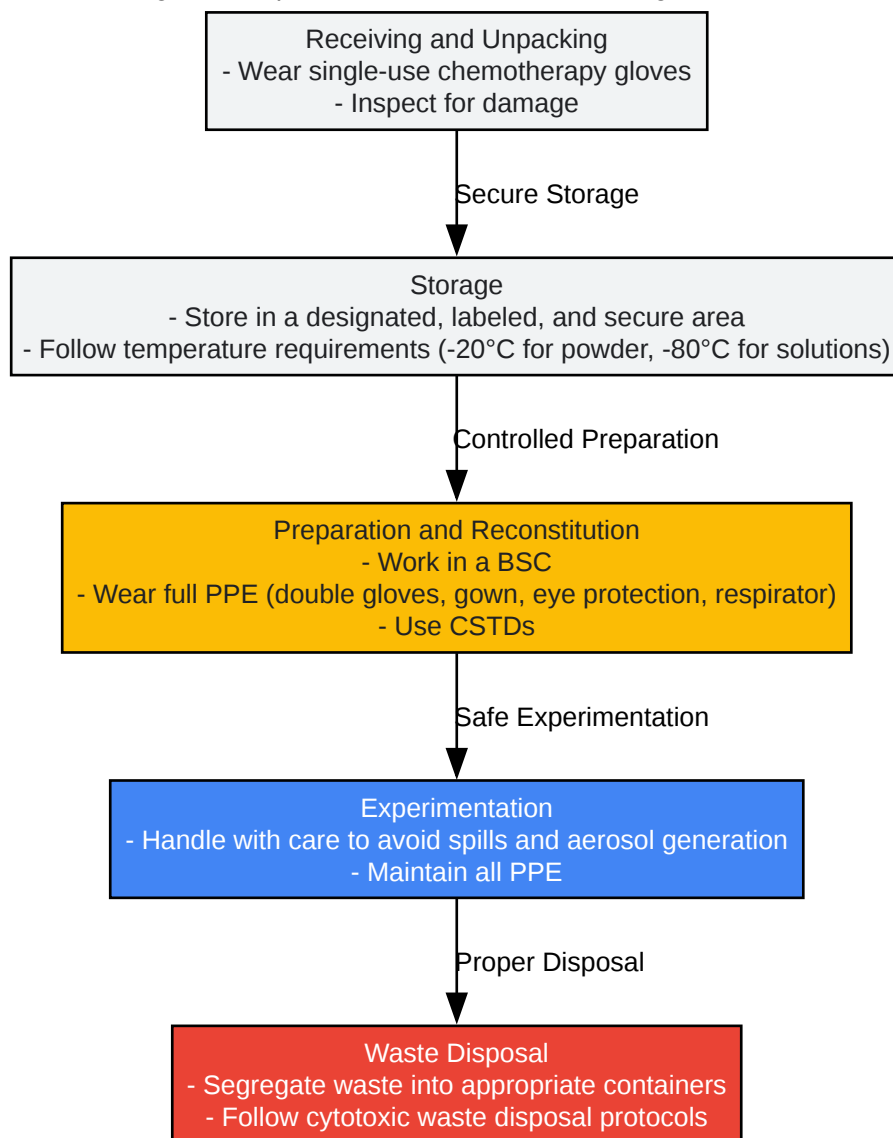 Receiving and Unpacking
- Wear single-use chemotherapy gloves
- Inspect for damage
Secure Storage
Storage
- Store in a designated, labeled, and secure area
- Follow temperature requirements (-20°C for powder, -80°C for solutions)
Controlled Preparation
Preparation and Reconstitution
- Work in a BSC
- Wear full PPE (double gloves, gown, eye protection, respirator)
- Use CSTDs
Safe Experimentation
Experimentation
- Handle with care to avoid spills and aerosol generation
- Maintain all PPE
Proper Disposal
Waste Disposal
- Segregate waste into appropriate containers
- Follow cytotoxic waste disposal protocols